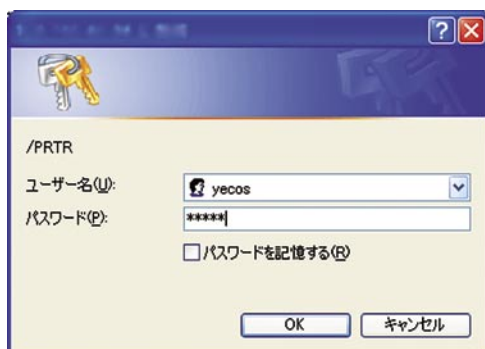 /PRTR
ユーザー名(U): yecos
パスワード(P): *****
パスワードを記憶する(R)
OK キャンセル